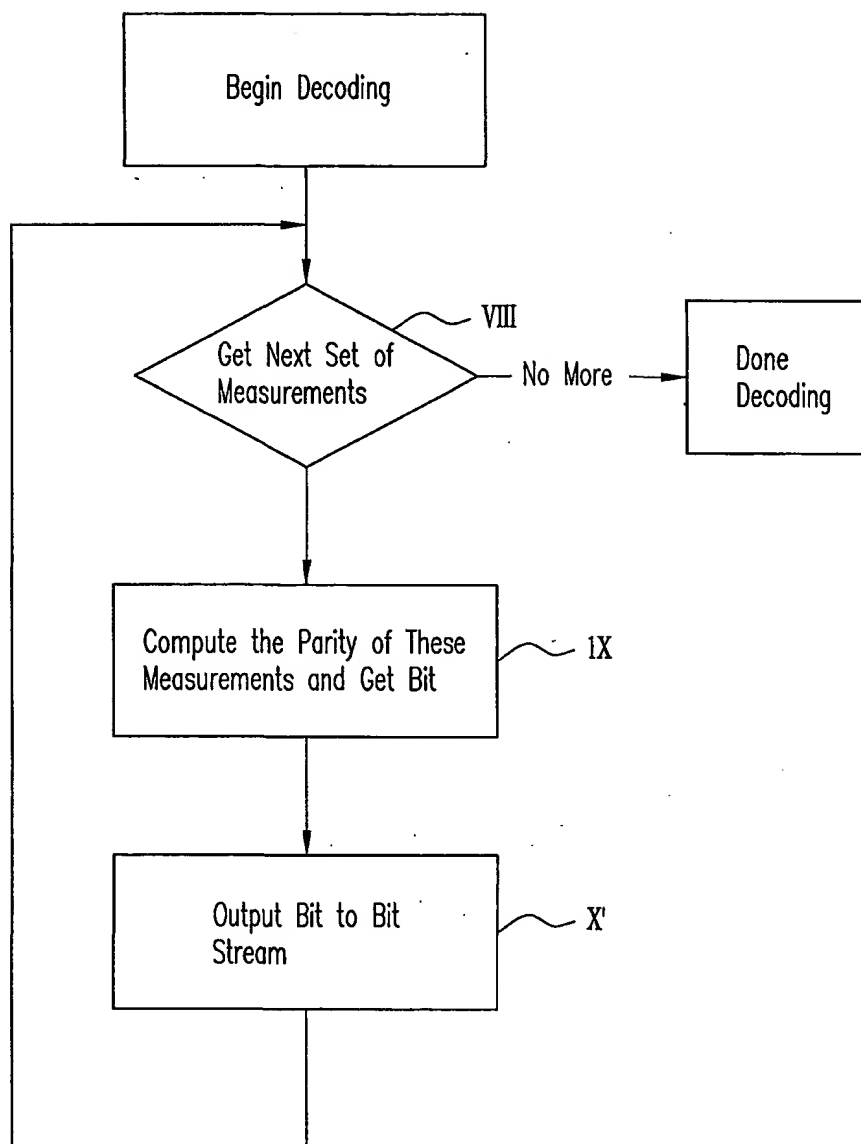 Begin Decoding
VIII
Get Next Set of
Measurements
No More
Done
Decoding
Compute the Parity of These
Measurements and Get Bit
1X
Output Bit to Bit
Stream
X'